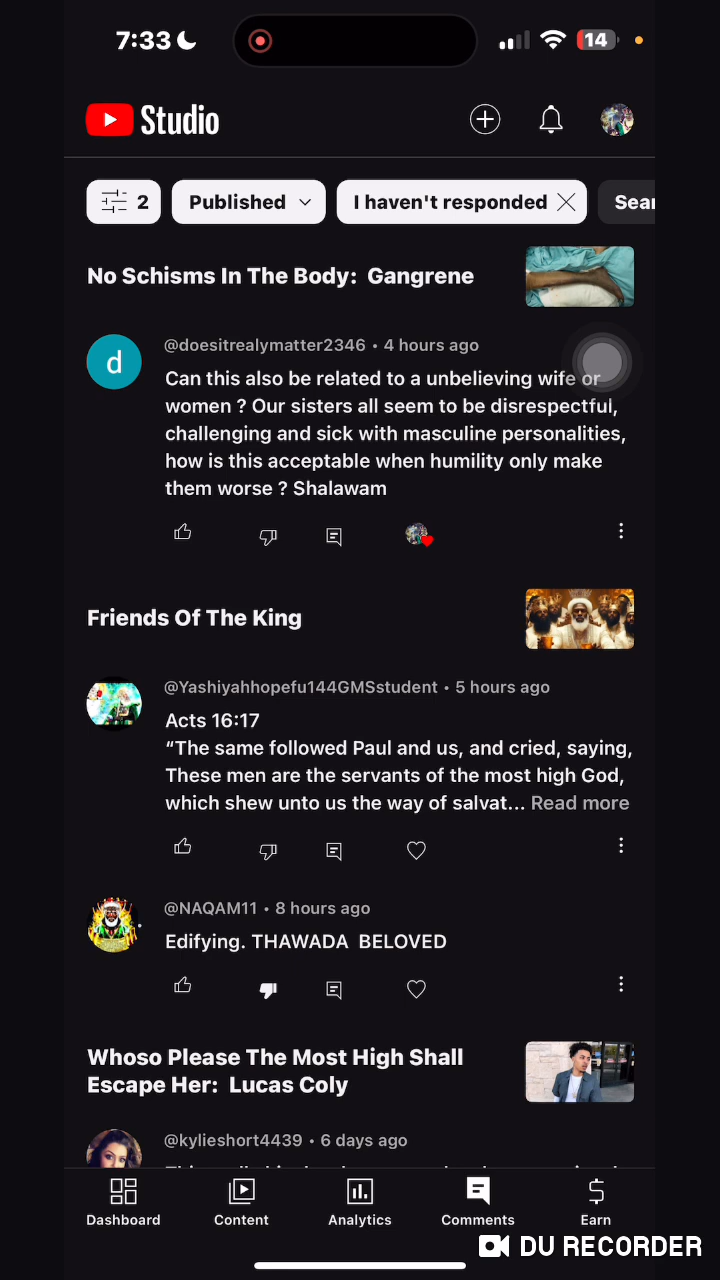 7:33
14
Studio
2
Published
I haven't responded
Sear
No Schisms In The Body: Gangrene
d
@doesitrealymatter2346 • 4 hours ago
Can this also be related to a unbelieving wife or
women ? Our sisters all seem to be disrespectful,
challenging and sick with masculine personalities,
how is this acceptable when humility only make
them worse ? Shalawam
Friends Of The King
@Yashiyahhopefu144GMSstudent • 5 hours ago
Acts 16:17
“The same followed Paul and us, and cried, saying,
These men are the servants of the most high God,
which shew unto us the way of salvat... Read more
@NAQAM11 • 8 hours ago
Edifying. THAWADA BELOVED
Whoso Please The Most High Shall
Escape Her: Lucas Coly
@kylieshort4439 • 6 days ago
Dashboard
Content
Analytics
Comments
Earn
DU RECORDER